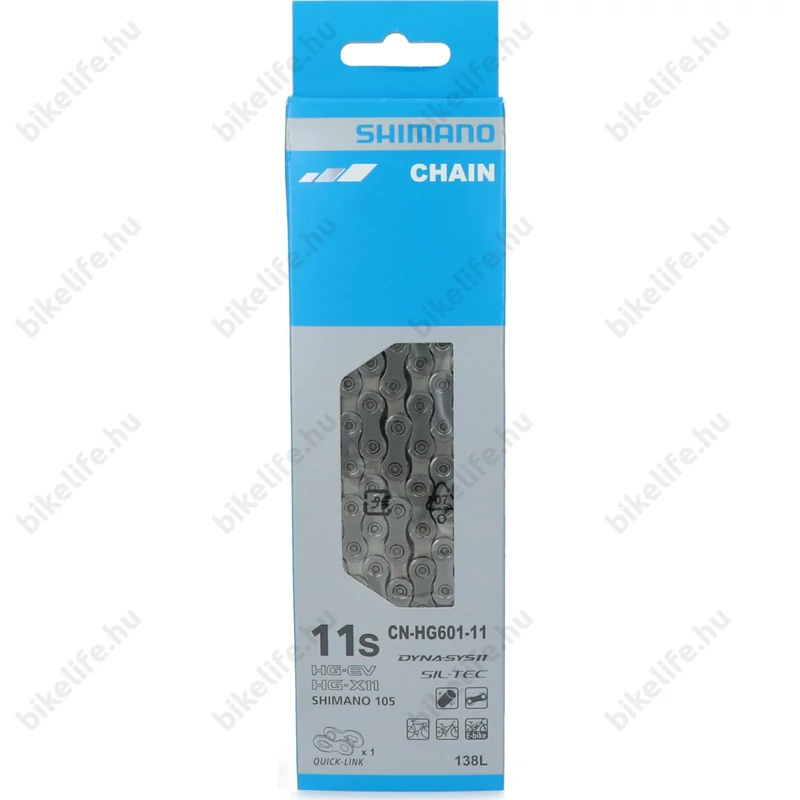 SHIMANO
CHAIN
07
O
11s CN-HG601-11
HG-EV DYNA-SYS11
HG-X11 SIL-TEC
SHIMANO 105
E-bike
x 1
QUICK-LINK 138L
bikelife.hu